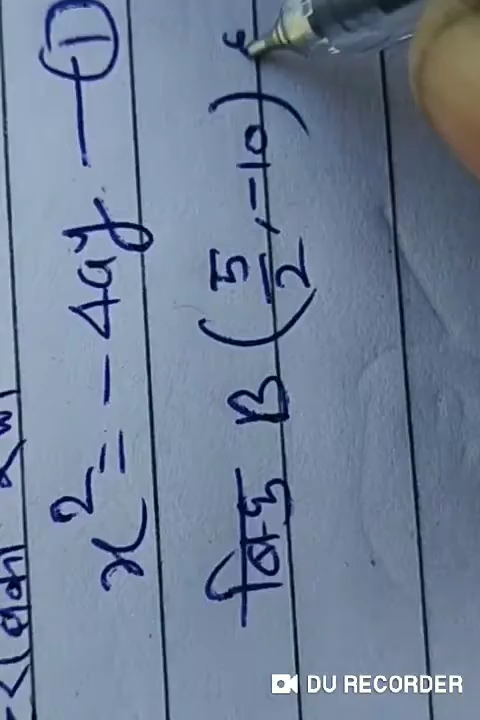 x² = -4ay — ①
बिन्दु B (5/2, -10)
DU RECORDER